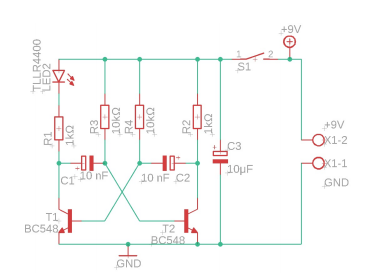 +9V
TLLR4400
LED2
1
2
S1
R1
1kΩ
R3
10kΩ
R4
10kΩ
R2
1kΩ
+9V
X1-2
X1-1
GND
C3
10µF
C1
10 nF
10 nF
C2
T1
BC548
T2
BC548
GND